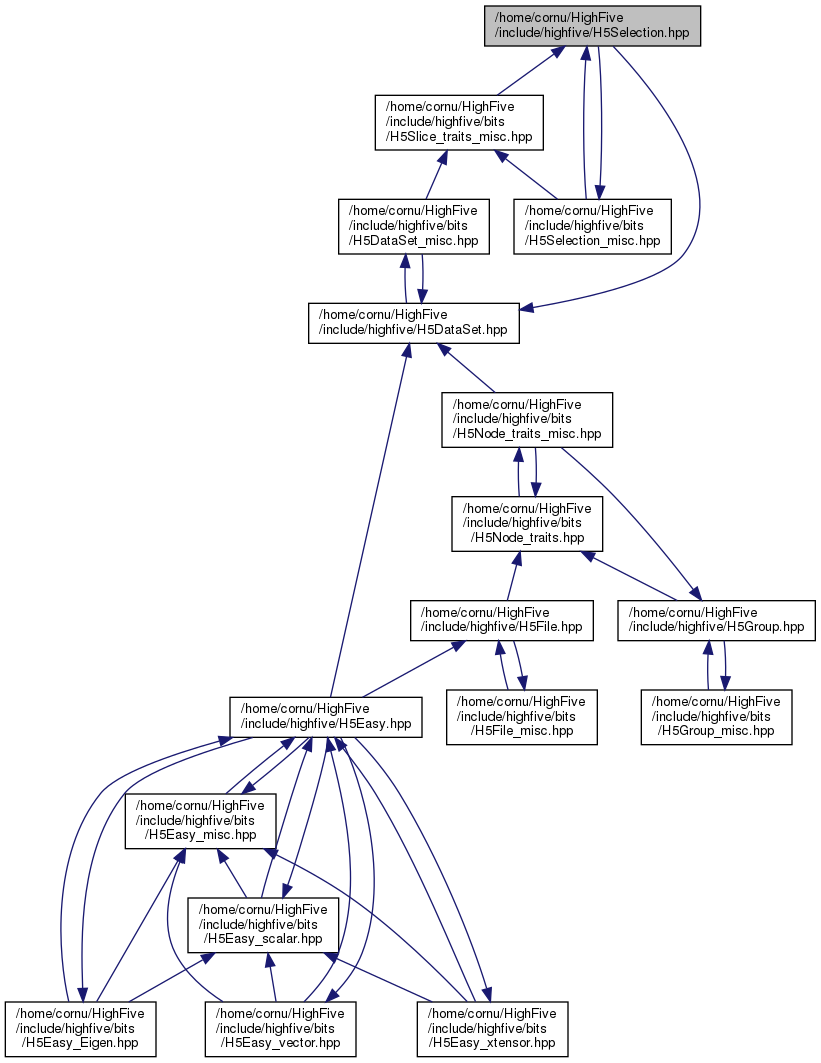 /home/cornu/HighFive
/include/highfive/H5Selection.hpp
/home/cornu/HighFive
/include/highfive/bits
/H5Slice_traits_misc.hpp
/home/cornu/HighFive
/include/highfive/bits
/H5DataSet_misc.hpp
/home/cornu/HighFive
/include/highfive/bits
/H5Selection_misc.hpp
/home/cornu/HighFive
/include/highfive/H5DataSet.hpp
/home/cornu/HighFive
/include/highfive/bits
/H5Node_traits_misc.hpp
/home/cornu/HighFive
/include/highfive/bits
/H5Node_traits.hpp
/home/cornu/HighFive
/include/highfive/H5File.hpp
/home/cornu/HighFive
/include/highfive/H5Group.hpp
/home/cornu/HighFive
/include/highfive/H5Easy.hpp
/home/cornu/HighFive
/include/highfive/bits
/H5File_misc.hpp
/home/cornu/HighFive
/include/highfive/bits
/H5Group_misc.hpp
/home/cornu/HighFive
/include/highfive/bits
/H5Easy_misc.hpp
/home/cornu/HighFive
/include/highfive/bits
/H5Easy_scalar.hpp
/home/cornu/HighFive
/include/highfive/bits
/H5Easy_Eigen.hpp
/home/cornu/HighFive
/include/highfive/bits
/H5Easy_vector.hpp
/home/cornu/HighFive
/include/highfive/bits
/H5Easy_xtensor.hpp